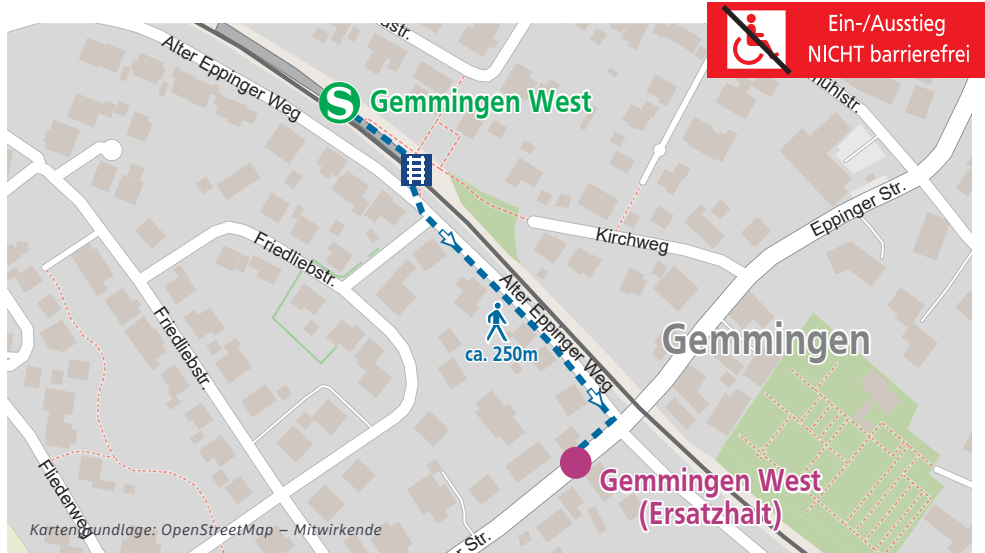 Ein-/Ausstieg
NICHT barrierefrei
Alter Eppinger Weg
S Gemmingen West
Eppinger Str.
Kirchweg
Friedliebstr.
Alter Eppinger Weg
Friedliebstr.
ca. 250m
Gemmingen
Gemmingen West
(Ersatzhalt)
Fliederweg
Kartengrundlage: OpenStreetMap – Mitwirkende
Str.